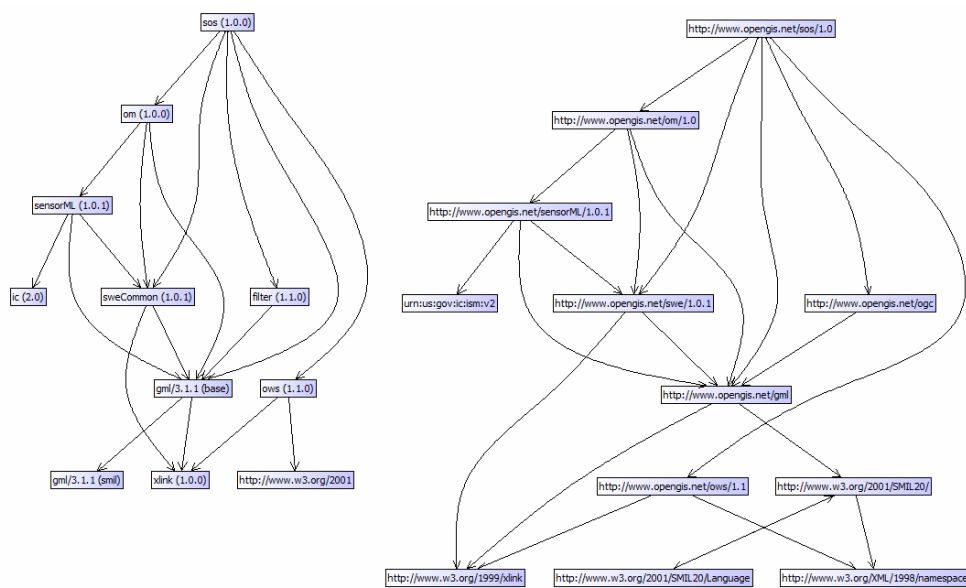 sos (1.0.0)
om (1.0.0)
sensorML (1.0.1)
ic (2.0)
sweCommon (1.0.1)
filter (1.1.0)
gml/3.1.1 (base)
ows (1.1.0)
gml/3.1.1 (smil)
xlink (1.0.0)
http://www.w3.org/2001
http://www.opengis.net/sos/1.0
http://www.opengis.net/om/1.0
http://www.opengis.net/sensorML/1.0.1
urn:us:gov:ic:ism:v2
http://www.opengis.net/swe/1.0.1
http://www.opengis.net/ogc
http://www.opengis.net/gml
http://www.opengis.net/ows/1.1
http://www.w3.org/2001/SMIL20/
http://www.w3.org/1999/xlink
http://www.w3.org/2001/SMIL20/Language
http://www.w3.org/XML/1998/namespace